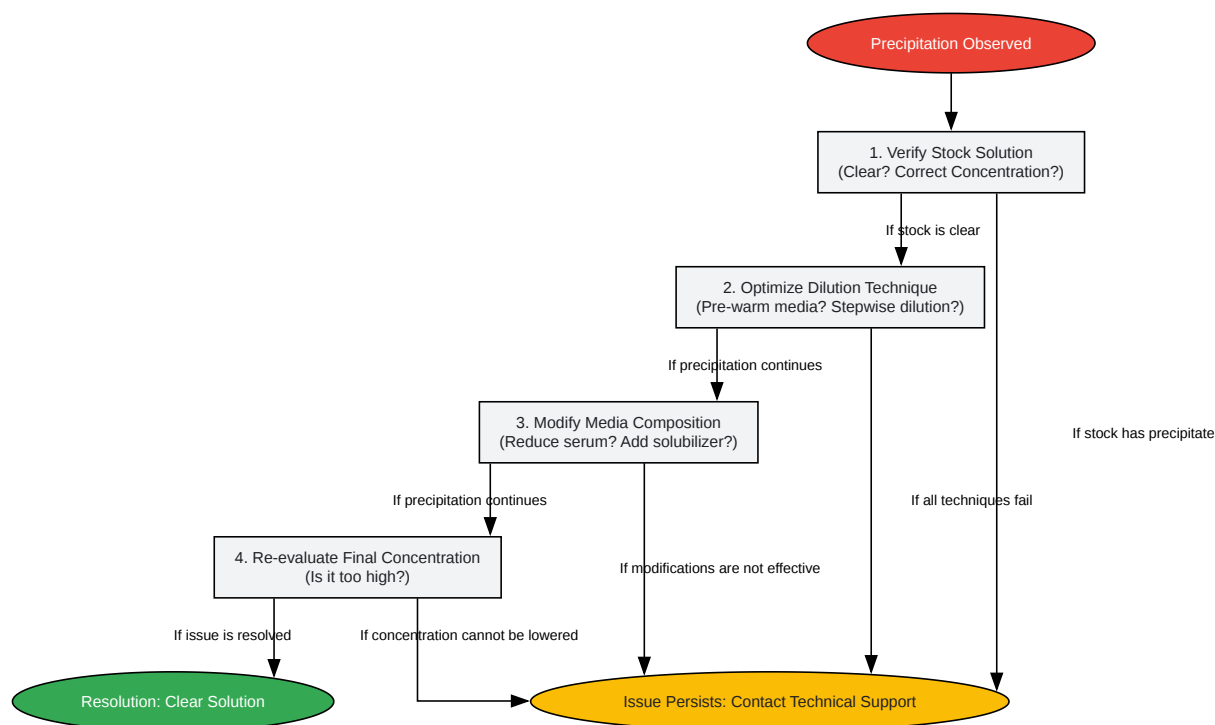 Precipitation Observed
1. Verify Stock Solution
(Clear? Correct Concentration?)
If stock is clear
2. Optimize Dilution Technique
(Pre-warm media? Stepwise dilution?)
If precipitation continues
3. Modify Media Composition
(Reduce serum? Add solubilizer?)
If stock has precipitate
If precipitation continues
If all techniques fail
4. Re-evaluate Final Concentration
(Is it too high?)
If modifications are not effective
If issue is resolved
If concentration cannot be lowered
Resolution: Clear Solution
Issue Persists: Contact Technical Support